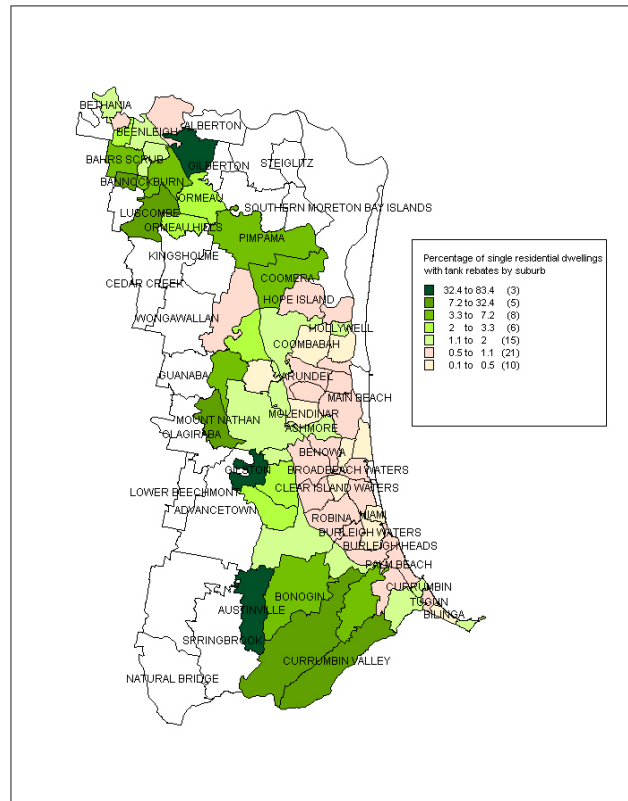 BETHANIA
ALBERTON
BEENLEIGH
BAHRS SCRUB
GILBERTON
STEIGLITZ
BANNOCKBURN
ORMEAU
LUSCOMBE
SOUTHERN MORETON BAY ISLANDS
ORMEAU HILLS
PIMPAMA
KINGSHOLME
CEDAR CREEK
COOMERA
HOPE ISLAND
WONGAWALLAN
HOLLYWELL
COOMBABAH
GUANABA
ARUNDEL
MAIN BEACH
MOUNT NATHAN
MOLENDINAR
CLAGIRABA
ASHMORE
BENOWA
GILSTON
BROADBEACH WATERS
LOWER BEECHMONT
CLEAR ISLAND WATERS
ADVANCETOWN
ROBINA
MIAMI
BURLEIGH WATERS
BURLEIGH HEADS
PALM BEACH
CURRUMBIN
BONOGIN
TUGUN
AUSTINVILLE
BILINGA
SPRINGBROOK
CURRUMBIN VALLEY
NATURAL BRIDGE
Percentage of single residential dwellings
with tank rebates by suburb
32.4 to 83.4 (3)
7.2 to 32.4 (5)
3.3 to 7.2 (8)
2 to 3.3 (6)
1.1 to 2 (15)
0.5 to 1.1 (21)
0.1 to 0.5 (10)